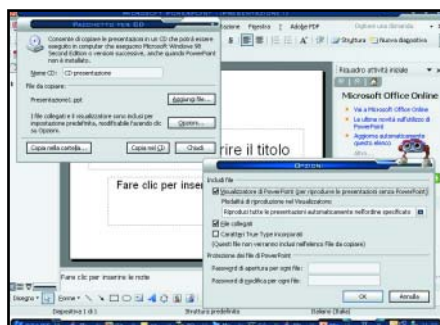 PACCHETTO PER CD
Consente di copiare le presentazioni in un CD che potrà essere
eseguito in computer che eseguono Microsoft Windows 98
Second Edition o versioni successive, anche quando PowerPoint
non è installato.
Nome CD: CD presentazione
File da copiare:
Presentazione1.ppt
Aggiungi file...
I file collegati e il visualizzatore sono inclusi per
impostazione predefinita, modificabile facendo clic
su Opzioni.
Opzioni...
Copia nella cartella...
Copia nel CD
Chiudi
Finestra ? Adobe PDF
Struttura Nuova diapositiva
Riquadro attività iniziale
Microsoft Office Online
Vai a Microsoft Office Online
La ultime novità sull'utilizzo di
PowerPoint
Aggiorna automaticamente
questo elenco
Altro...
rire il titolo
Fare clic per inser
OPZIONI
Includi file
Visualizzatore di PowerPoint (per riprodurre le presentazioni senza PowerPoint)
Modalità di riproduzione nel Visualizzatore:
Riproduci tutte le presentazioni automaticamente nell'ordine specificato
File collegati
Caratteri True Type incorporati
(Questi file non verranno inclusi nell'elenco File da copiare)
Protezione dei file di PowerPoint
Password di apertura per ogni file:
Password di modifica per ogni file:
OK
Annulla
Fare clic per inserire le note
Disegno Forme
Diapositiva 1 di 1
Struttura predefinita
Italiano (Italia)